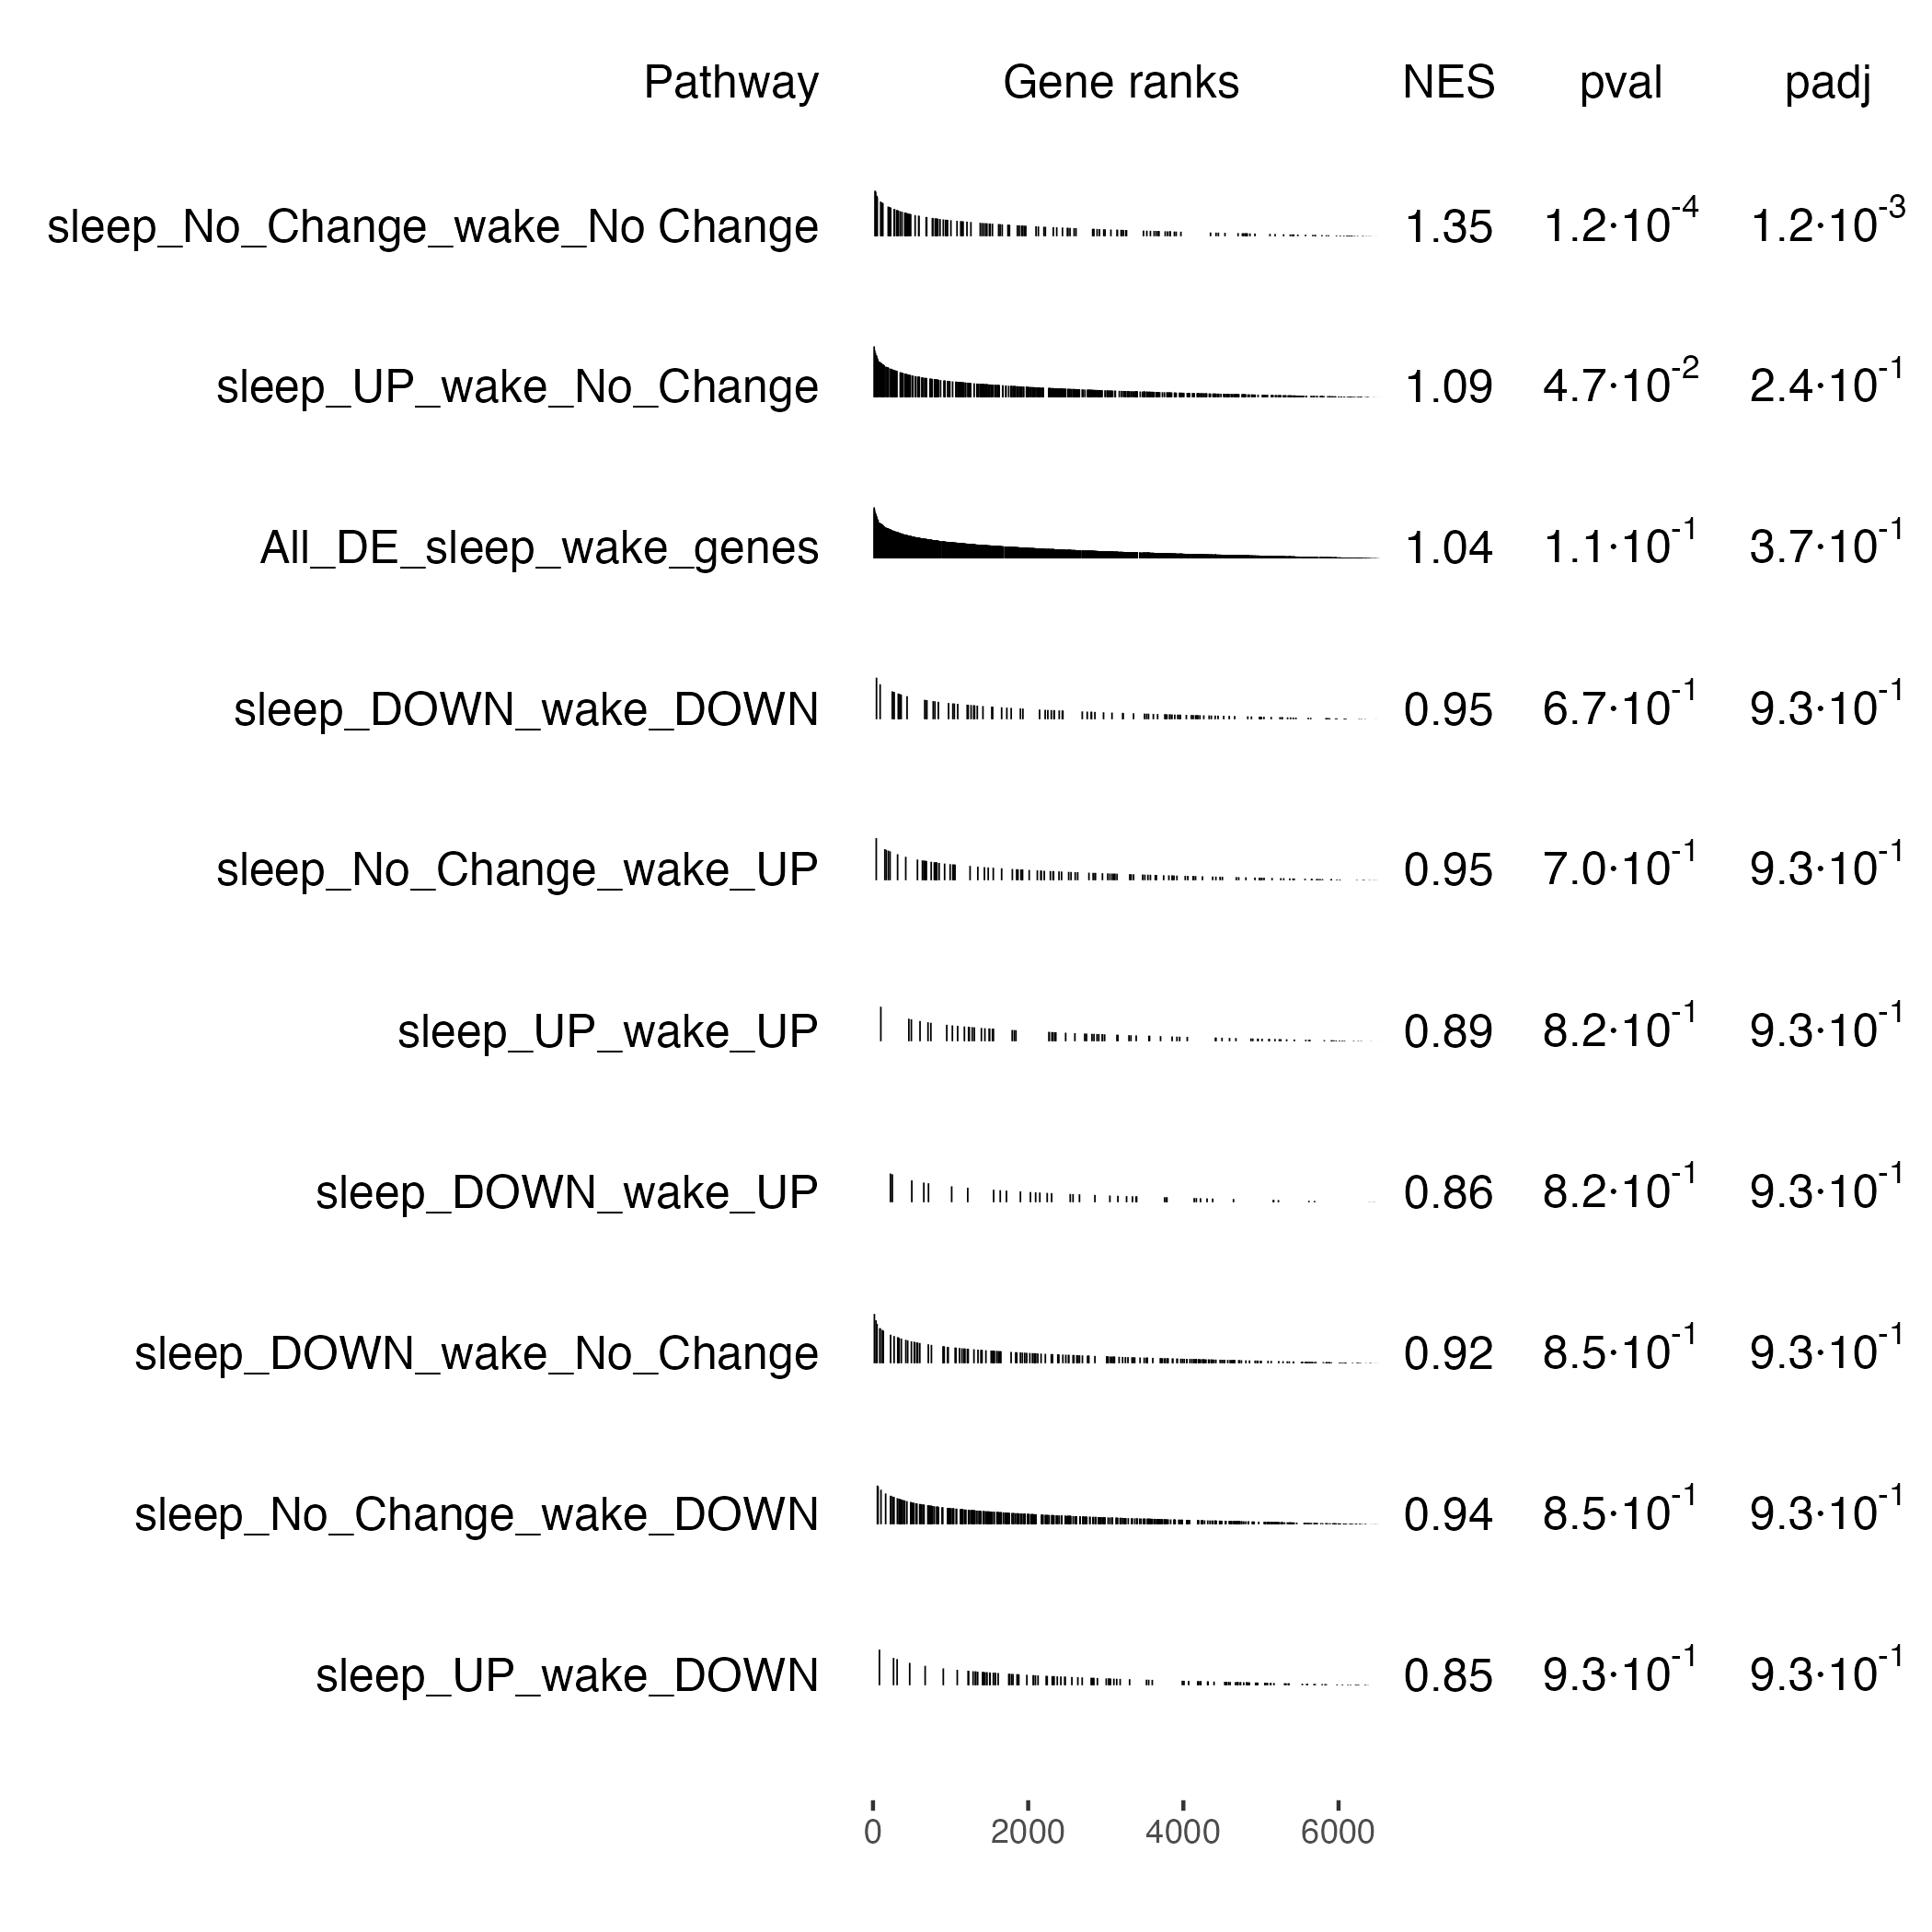 Pathway Gene ranks NES pval padj
sleep_No_Change_wake_No Change 1.35 1.2·10⁻⁴ 1.2·10⁻³
sleep_UP_wake_No_Change 1.09 4.7·10⁻² 2.4·10⁻¹
All_DE_sleep_wake_genes 1.04 1.1·10⁻¹ 3.7·10⁻¹
sleep_DOWN_wake_DOWN 0.95 6.7·10⁻¹ 9.3·10⁻¹
sleep_No_Change_wake_UP 0.95 7.0·10⁻¹ 9.3·10⁻¹
sleep_UP_wake_UP 0.89 8.2·10⁻¹ 9.3·10⁻¹
sleep_DOWN_wake_UP 0.86 8.2·10⁻¹ 9.3·10⁻¹
sleep_DOWN_wake_No_Change 0.92 8.5·10⁻¹ 9.3·10⁻¹
sleep_No_Change_wake_DOWN 0.94 8.5·10⁻¹ 9.3·10⁻¹
sleep_UP_wake_DOWN 0.85 9.3·10⁻¹ 9.3·10⁻¹
0 2000 4000 6000